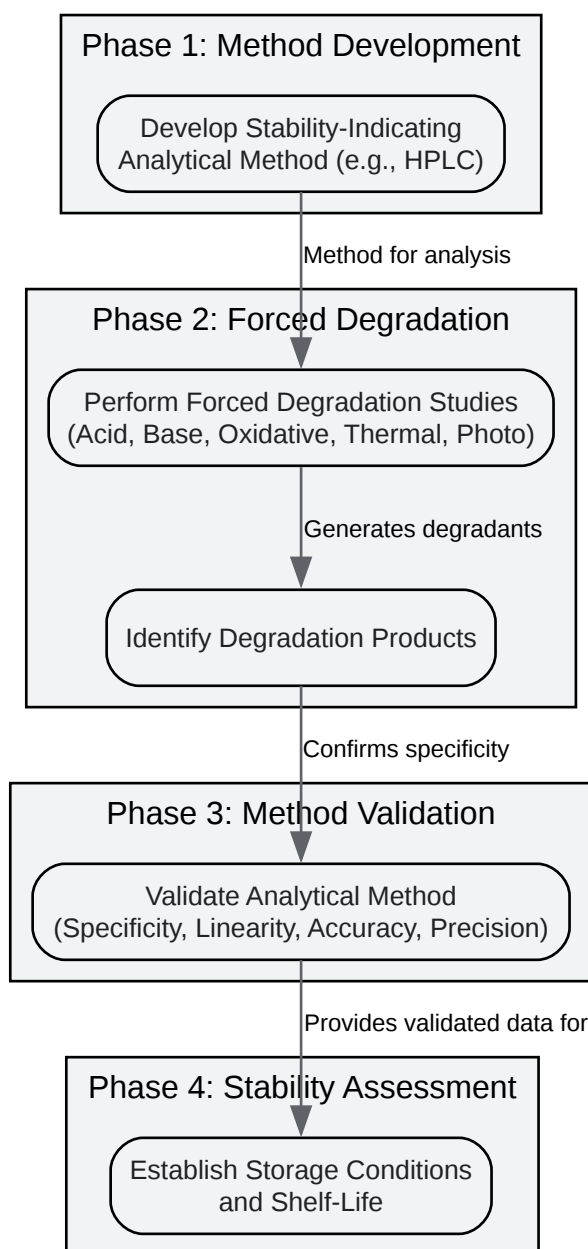 Phase 1: Method Development
Develop Stability-Indicating
Analytical Method (e.g., HPLC)
Method for analysis
Phase 2: Forced Degradation
Perform Forced Degradation Studies
(Acid, Base, Oxidative, Thermal, Photo)
Generates degradants
Identify Degradation Products
Confirms specificity
Phase 3: Method Validation
Validate Analytical Method
(Specificity, Linearity, Accuracy, Precision)
Provides validated data for
Phase 4: Stability Assessment
Establish Storage Conditions
and Shelf-Life